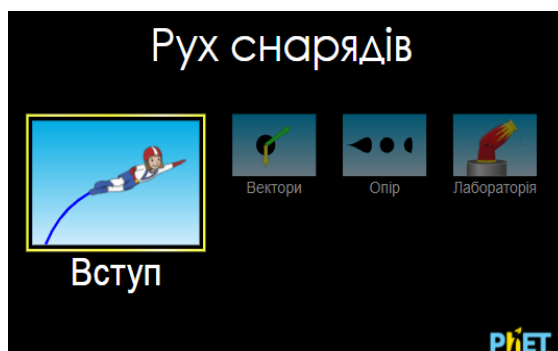 Рух снарядів
Вступ
Вектори
Опір
Лабораторія
PhET